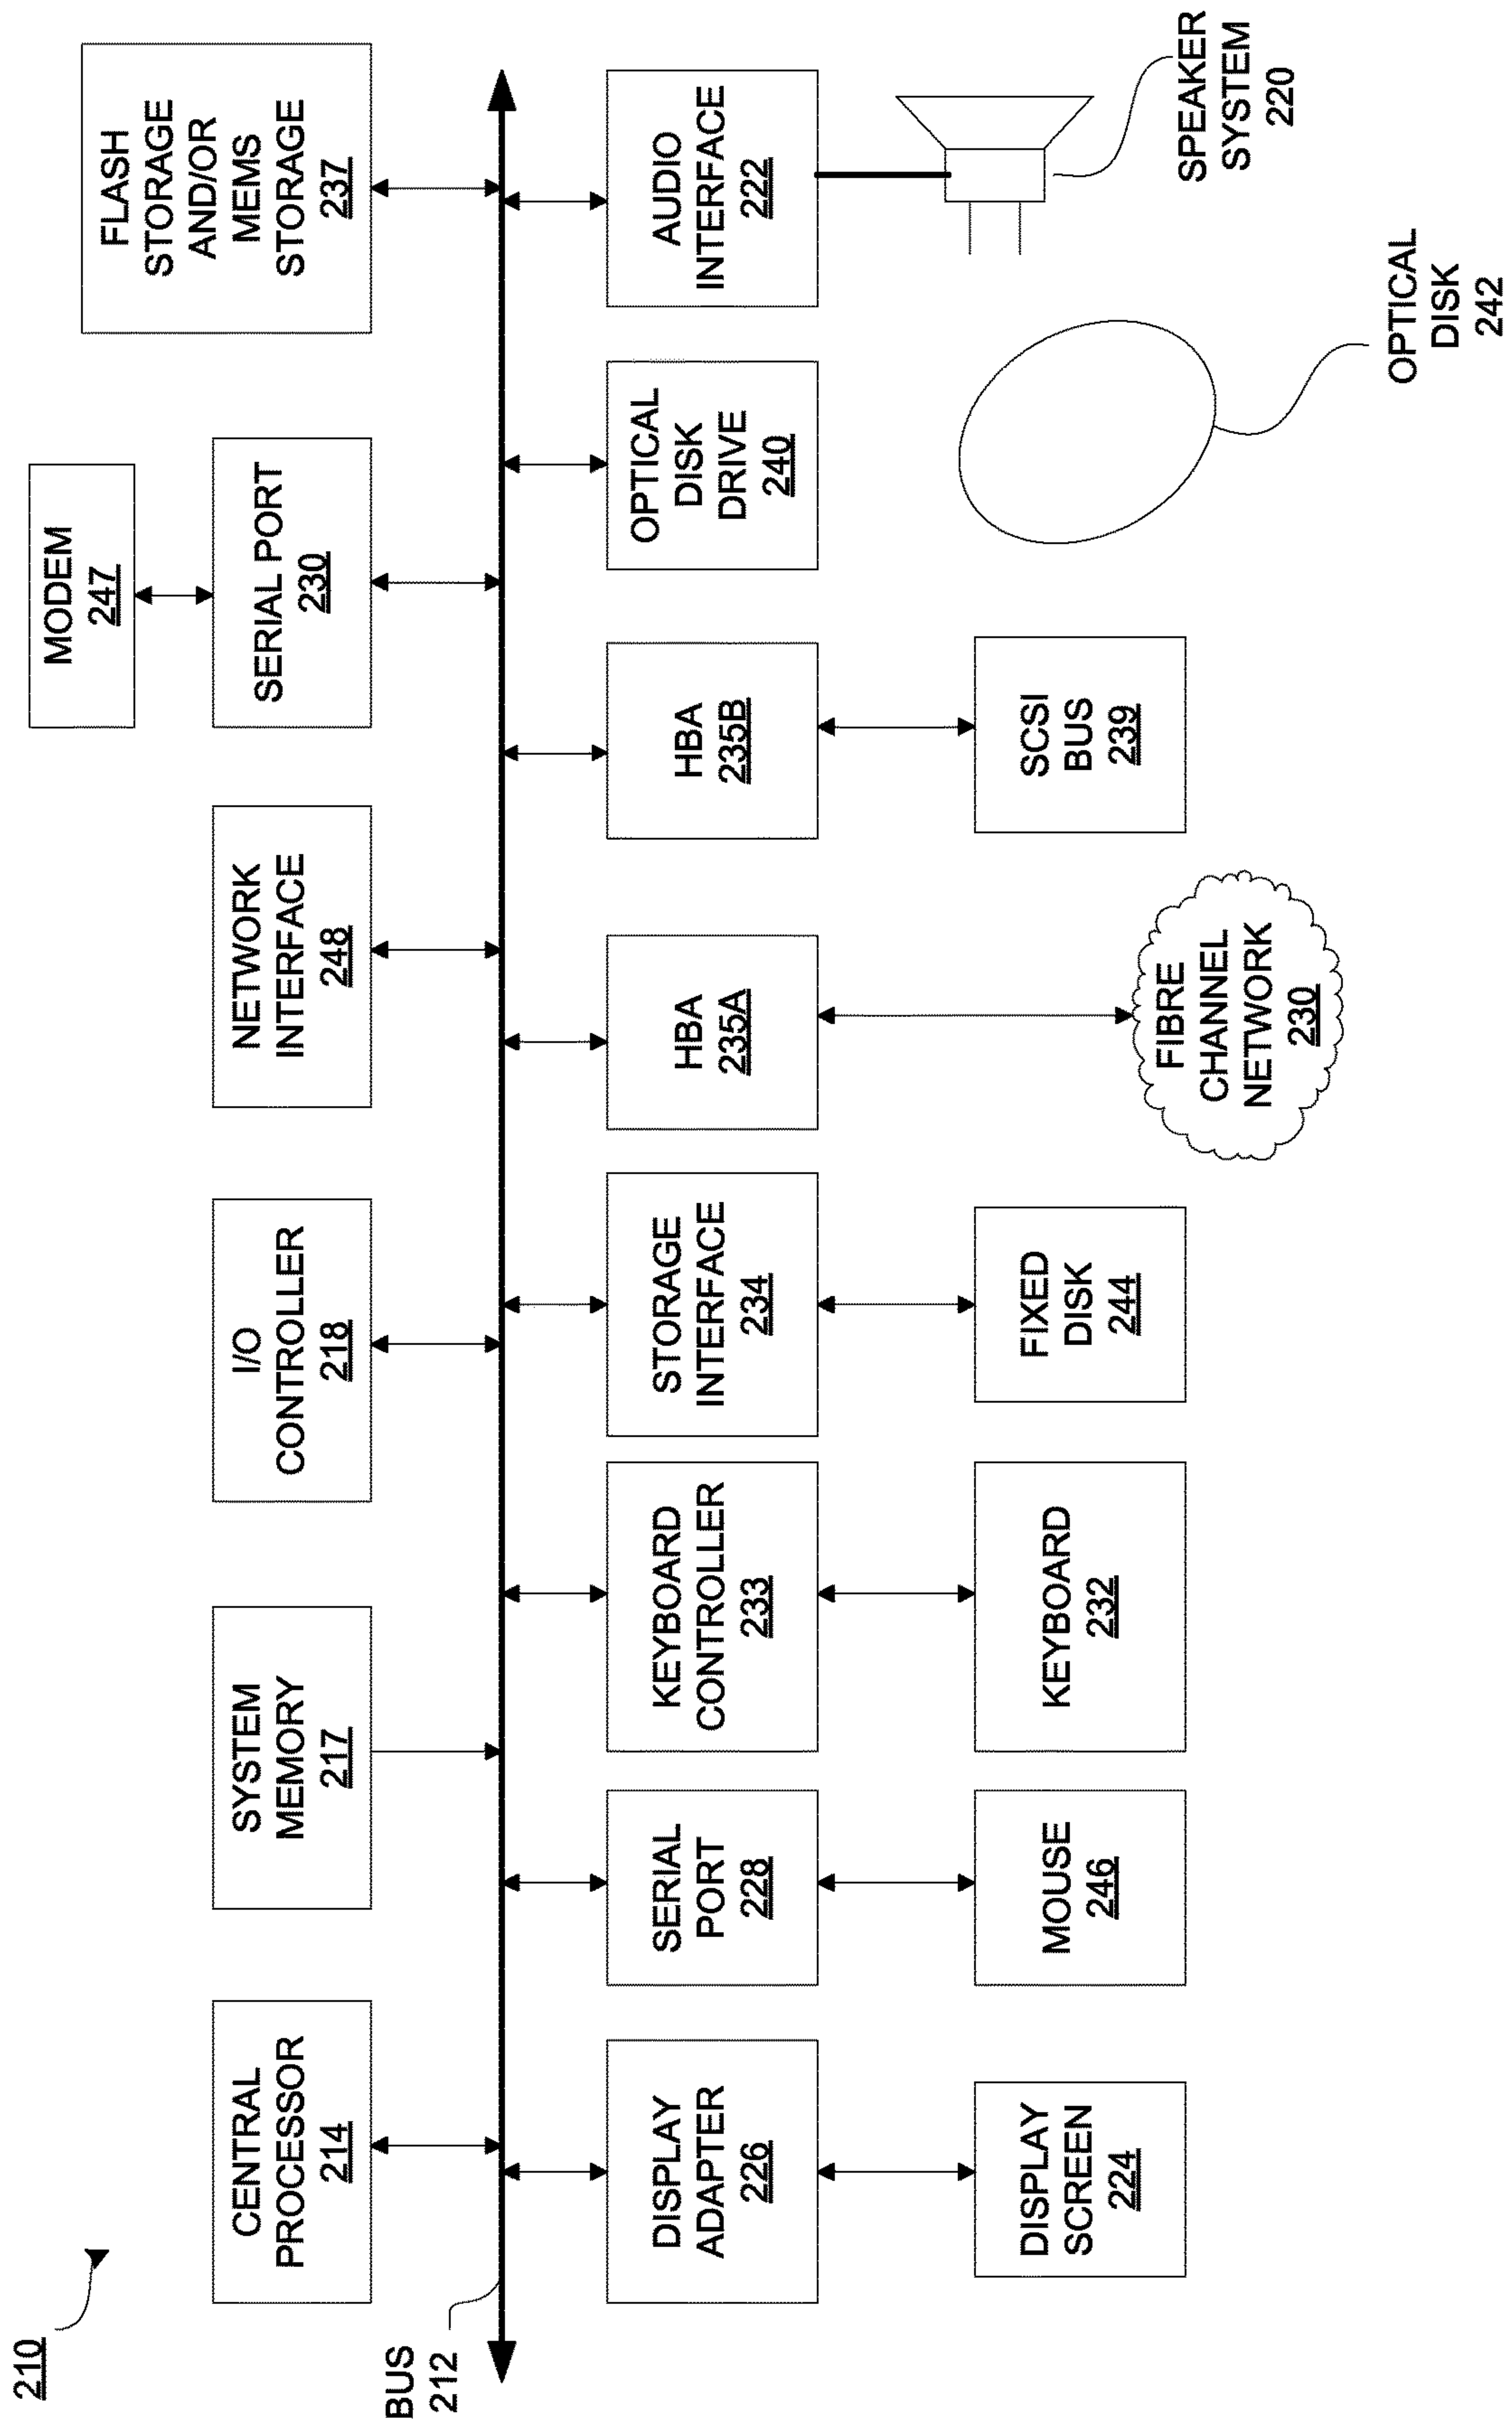 210
CENTRAL
PROCESSOR
214
SYSTEM
MEMORY
217
I/O
CONTROLLER
218
NETWORK
INTERFACE
248
MODEM
247
SERIAL PORT
230
FLASH
STORAGE
AND/OR
MEMS
STORAGE
237
BUS
212
DISPLAY
ADAPTER
226
SERIAL
PORT
228
KEYBOARD
CONTROLLER
233
STORAGE
INTERFACE
234
HBA
235A
HBA
235B
OPTICAL
DISK
DRIVE
240
AUDIO
INTERFACE
222
DISPLAY
SCREEN
224
MOUSE
246
KEYBOARD
232
FIXED
DISK
244
FIBRE
CHANNEL
NETWORK
230
SCSI
BUS
239
OPTICAL
DISK
242
SPEAKER
SYSTEM
220